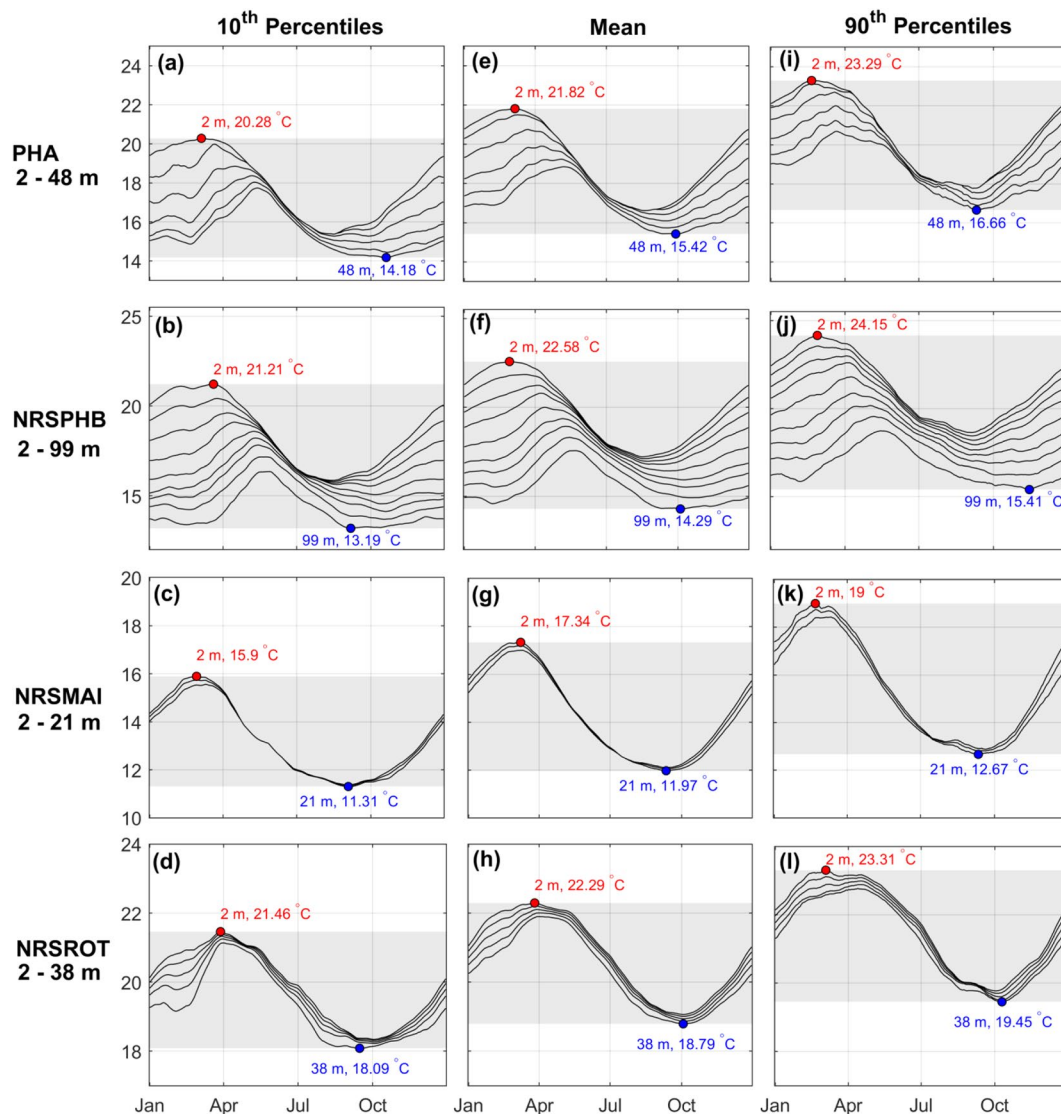 10th Percentiles
Mean
90th Percentiles
PHA
2 - 48 m
(a)
2 m, 20.28 °C
48 m, 14.18 °C
24
22
20
18
16
14
(e)
2 m, 21.82 °C
48 m, 15.42 °C
(i)
2 m, 23.29 °C
48 m, 16.66 °C
NRSPHB
2 - 99 m
(b)
2 m, 21.21 °C
99 m, 13.19 °C
25
20
15
(f)
2 m, 22.58 °C
99 m, 14.29 °C
(j)
2 m, 24.15 °C
99 m, 15.41 °C
NRSMAI
2 - 21 m
(c)
2 m, 15.9 °C
21 m, 11.31 °C
20
18
16
14
12
10
(g)
2 m, 17.34 °C
21 m, 11.97 °C
(k)
2 m, 19 °C
21 m, 12.67 °C
NRSROT
2 - 38 m
(d)
2 m, 21.46 °C
38 m, 18.09 °C
24
22
20
18
(h)
2 m, 22.29 °C
38 m, 18.79 °C
(l)
2 m, 23.31 °C
38 m, 19.45 °C
Jan Apr Jul Oct
Jan Apr Jul Oct
Jan Apr Jul Oct